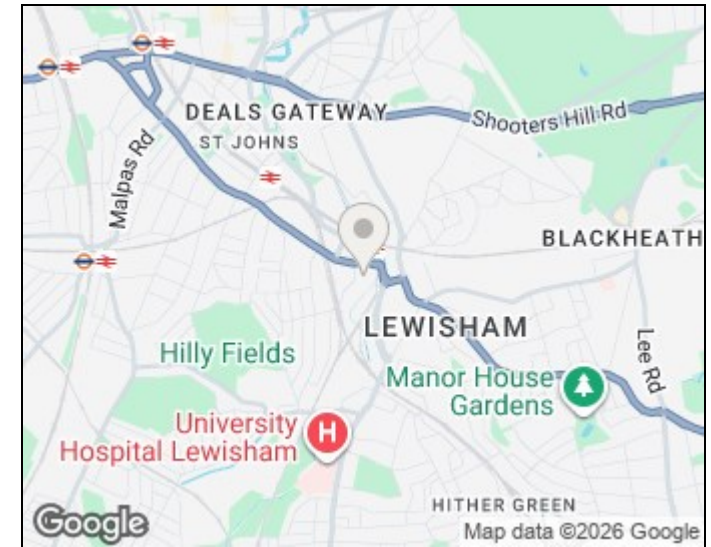 DEALS GATEWAY
Shooters Hill Rd
ST JOHNS
Malpas Rd
BLACKHEATH
LEWISHAM
Hilly Fields
Lee Rd
Manor House
Gardens
University
Hospital Lewisham
H
HITHER GREEN
Google
Map data ©2026 Google